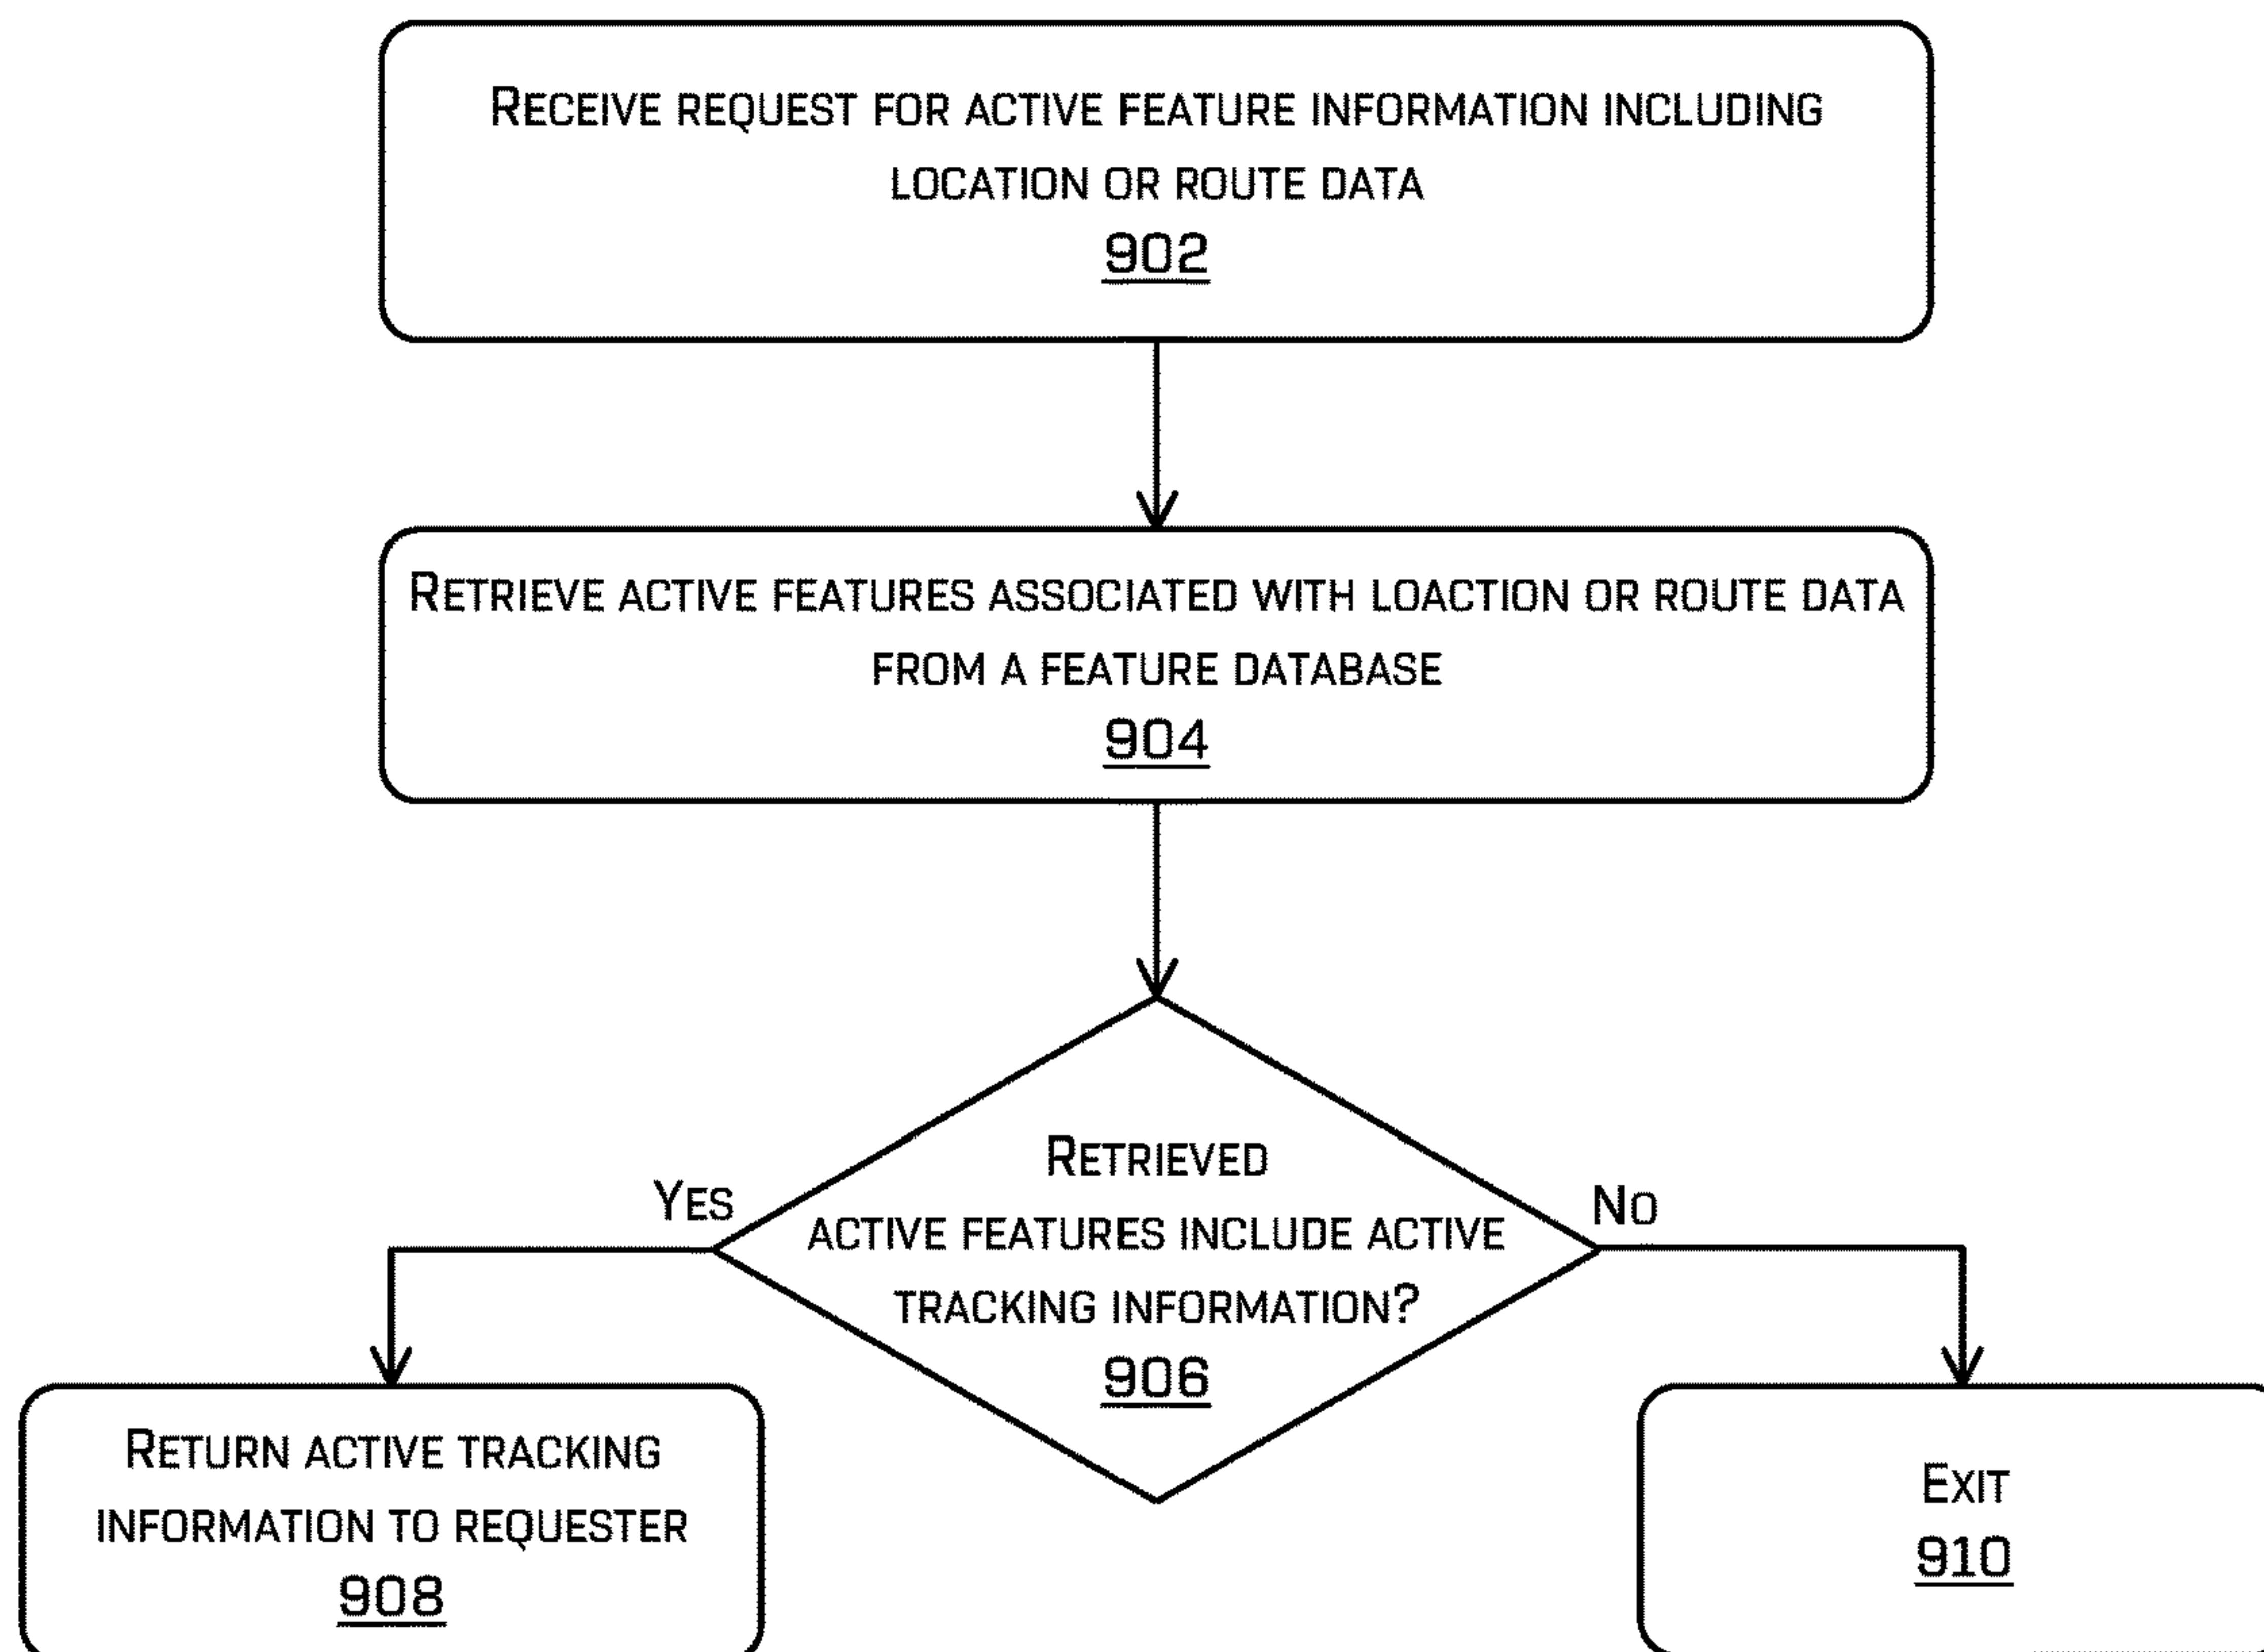 Receive request for active feature information including
location or route data
902
Retrieve active features associated with loaction or route data
from a feature database
904
Retrieved
Yes
No
active features include active
tracking information?
906
Return active tracking
information to requester
908
Exit
910